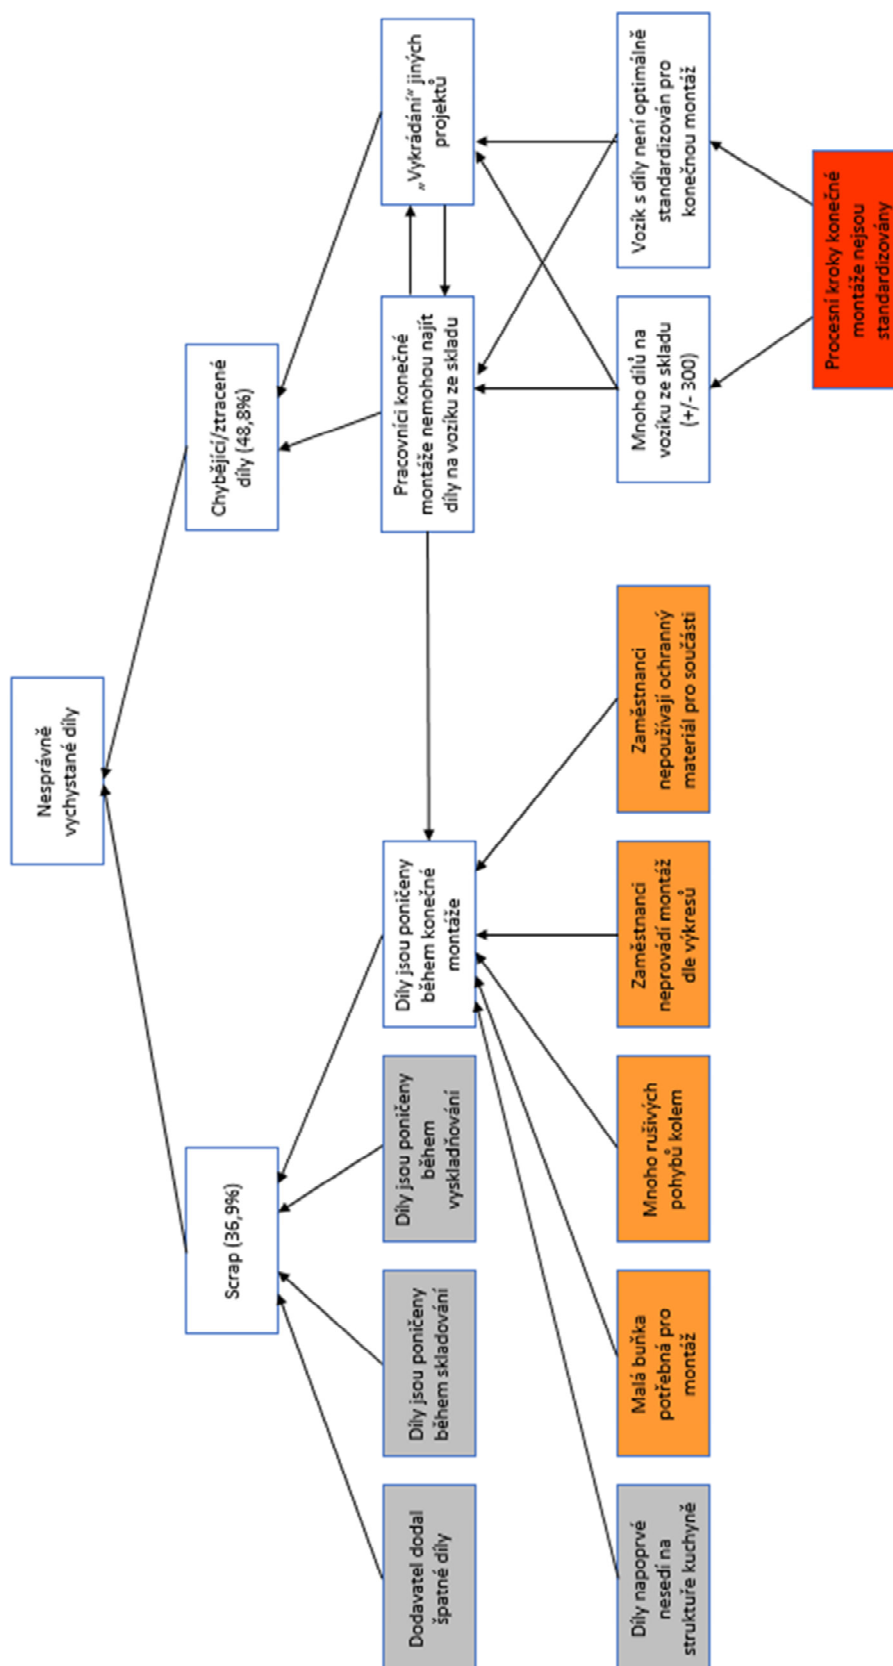 Nesprávně
vychystané díly
Scrap (36,9%)
Chybějící/ztracené
díly (48,8%)
Dodavatel dodal
špatné díly
Díly jsou poničeny
během skladování
Díly jsou poničeny
během
vyskladňování
Díly jsou poničeny
během konečné
montáže
Pracovníci konečné
montáže nemohou najít
díly na vozíku ze skladu
„Vykrádání“ jiných
projektů
Díly napoprvé
nesedí na
struktuře kuchyně
Malá buňka
potřebná pro
montáž
Mnoho rušivých
pohybů kolem
Zaměstnanci
neprovádí montáž
dle výkresů
Zaměstnanci
nepoužívají ochranný
materiál pro součásti
Mnoho dílů na
vozíku ze skladu
(+/- 300)
Vozík s díly není optimálně
standardizován pro
konečnou montáž
Procesní kroky konečné
montáže nejsou
standardizovány